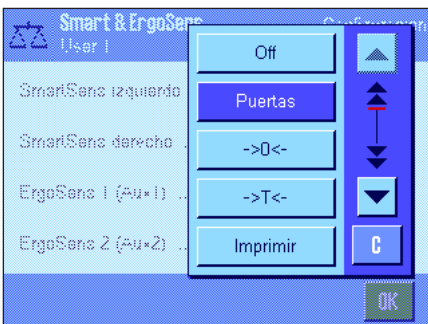 Smart & ErgoSens
User 1
SmartSens izquierdo
SmartSens derecho ..
ErgoSens 1 (Aux1) ...
ErgoSens 2 (Aux2) ...
Off
Puertas
->0<-
->T<-
Imprimir
C
OK